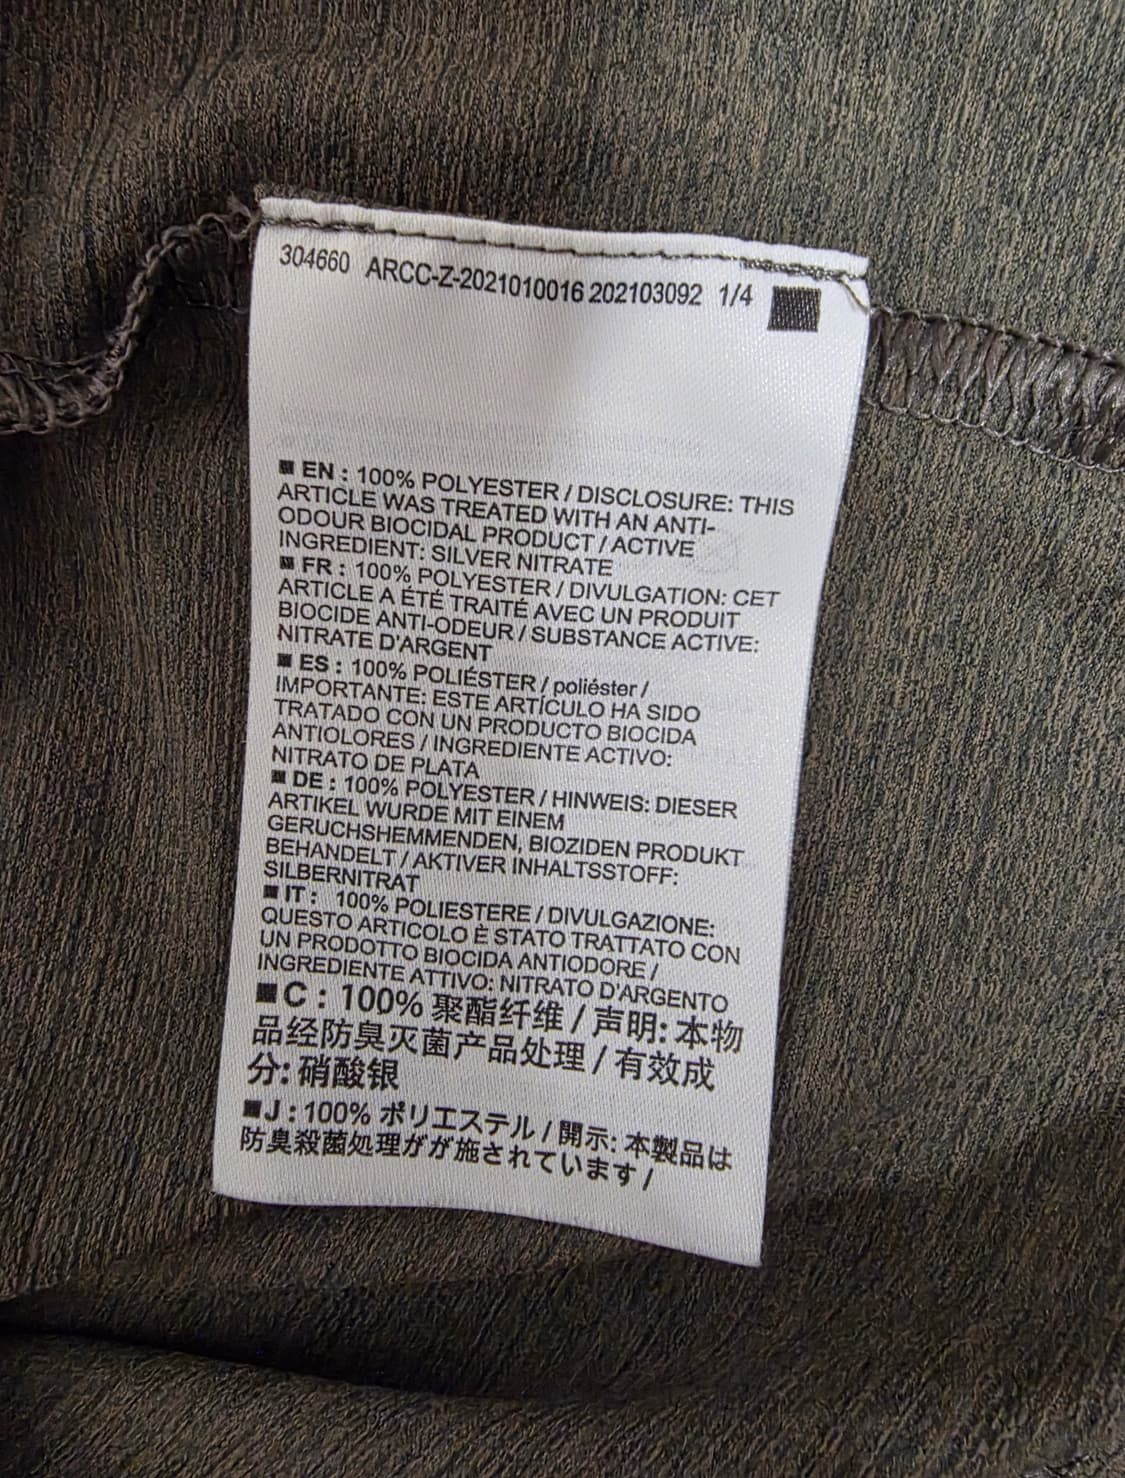 304660 ARCC-Z-2021010016 202103092 1/4
EN : 100% POLYESTER / DISCLOSURE: THIS
ARTICLE WAS TREATED WITH AN ANTI-
ODOUR BIOCIDAL PRODUCT / ACTIVE
INGREDIENT: SILVER NITRATE
FR : 100% POLYESTER / DIVULGATION: CET
ARTICLE A ÉTÉ TRAITÉ AVEC UN PRODUIT
BIOCIDE ANTI-ODEUR / SUBSTANCE ACTIVE:
NITRATE D'ARGENT
ES : 100% POLIÉSTER / poliéster /
IMPORTANTE: ESTE ARTÍCULO HA SIDO
TRATADO CON UN PRODUCTO BIOCIDA
ANTIOLORES / INGREDIENTE ACTIVO:
NITRATO DE PLATA
DE : 100% POLYESTER / HINWEIS: DIESER
ARTIKEL WURDE MIT EINEM
GERUCHSHEMMENDEN, BIOZIDEN PRODUKT
BEHANDELT / AKTIVER INHALTSSTOFF:
SILBERNITRAT
IT : 100% POLIESTERE / DIVULGAZIONE:
QUESTO ARTICOLO È STATO TRATTATO CON
UN PRODOTTO BIOCIDA ANTIODORE /
INGREDIENTE ATTIVO: NITRATO D'ARGENTO
C : 100% 聚酯纤维 / 声明: 本物
品经防臭灭菌产品处理 / 有效成
分: 硝酸银
J : 100% ポリエステル / 開示: 本製品は
防臭殺菌処理がが施されています /